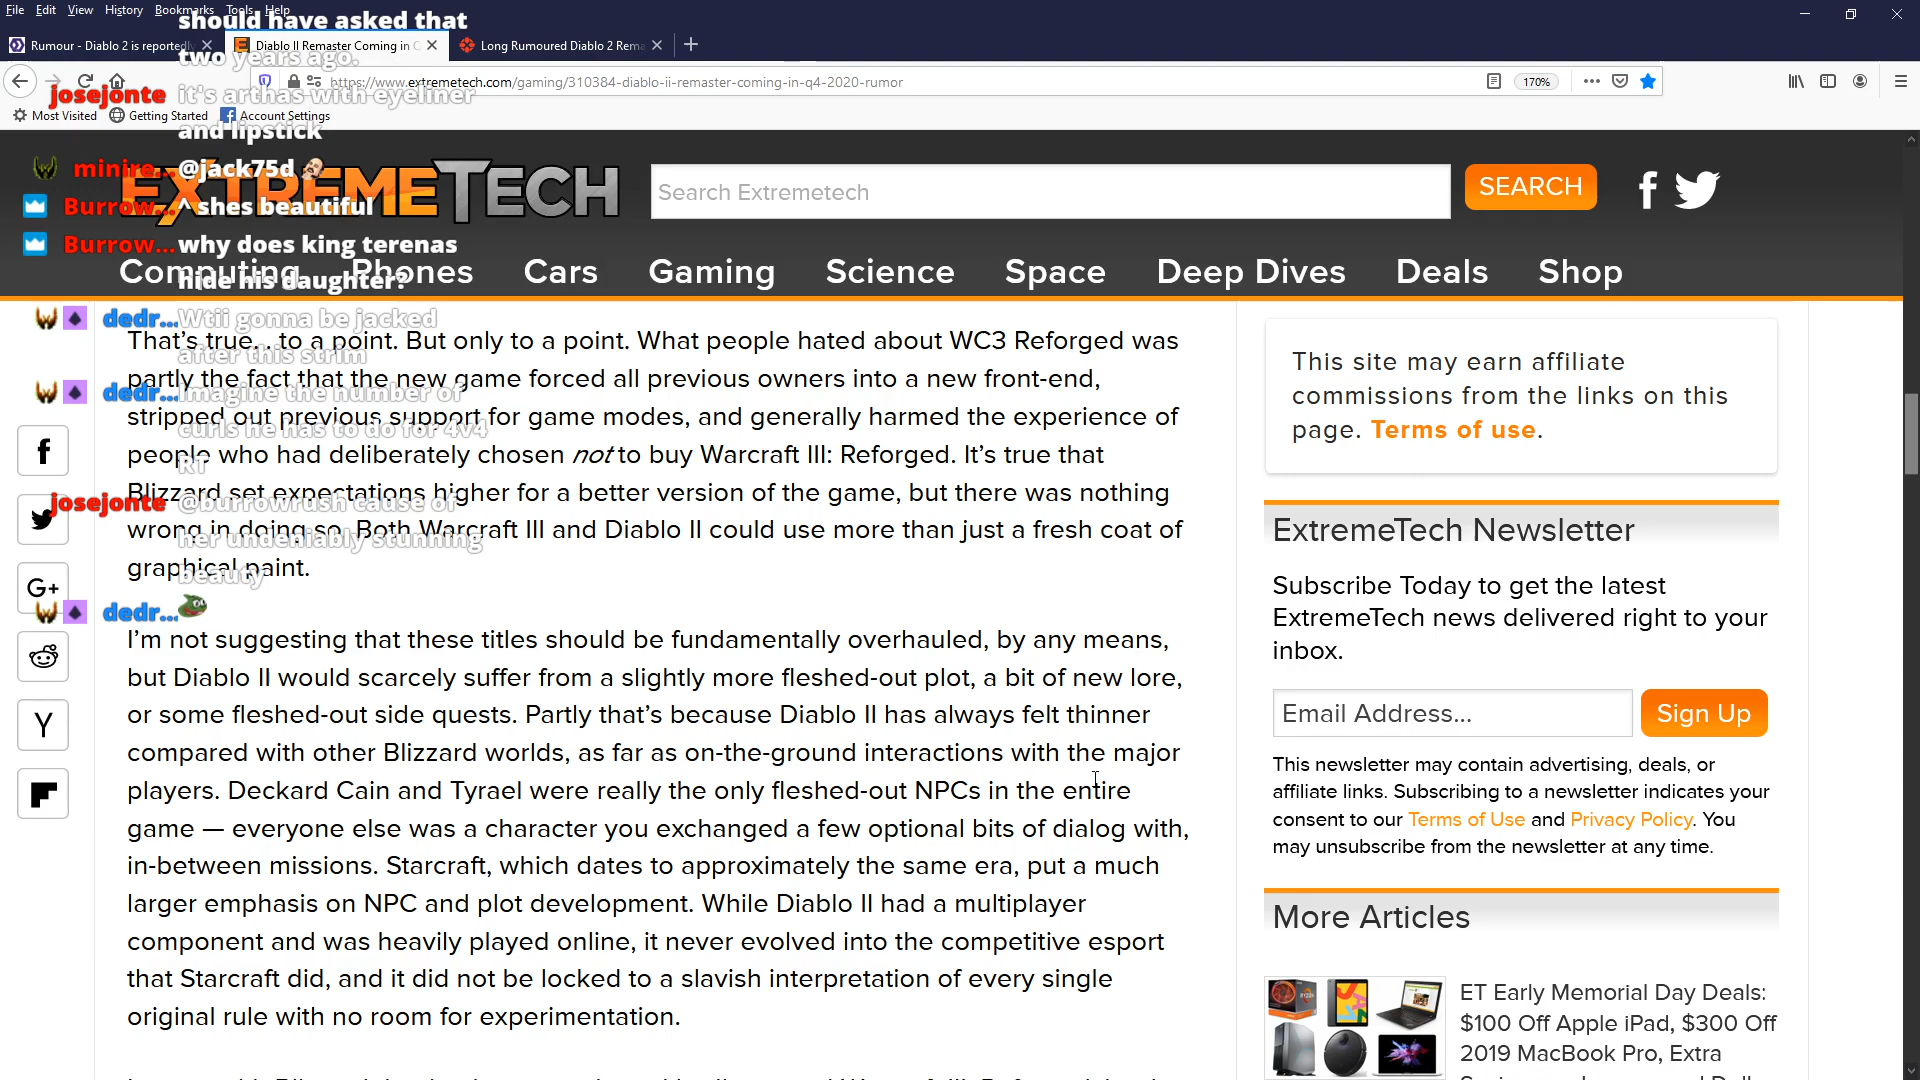 File Edit View History Bookmarks Tools Help
should have asked that
two years ago.
Rumour - Diablo 2 is reported
Diablo II Remaster Coming in
Long Rumoured Diablo 2 Rema
https://www.extremetech.com/gaming/310384-diablo-ii-remaster-coming-in-q4-2020-rumor
170%
josejonte it's arthas with eyeliner
and lipstick
Most Visited Getting Started Account Settings
minire... @jack75d
EXTREMETECH
Search Extremetech
SEARCH
Burrow... ^ shes beautiful
Burrow... why does king terenas
hide his daughter?
Computing Phones Cars Gaming Science Space Deep Dives Deals Shop
dedr... Wtii gonna be jacked
after this strim
dedr... Imagine the number of
curls he has to do for 4v4
RT
josejonte @burrowrush cause of
her undeniably stunning
beauty
dedr...
G+
Y
That's true. . to a point. But only to a point. What people hated about WC3 Reforged was
partly the fact that the new game forced all previous owners into a new front-end,
stripped out previous support for game modes, and generally harmed the experience of
people who had deliberately chosen not to buy Warcraft III: Reforged. It's true that
Blizzard set expectations higher for a better version of the game, but there was nothing
wrong in doing so. Both Warcraft III and Diablo II could use more than just a fresh coat of
graphical paint.
I'm not suggesting that these titles should be fundamentally overhauled, by any means,
but Diablo II would scarcely suffer from a slightly more fleshed-out plot, a bit of new lore,
or some fleshed-out side quests. Partly that's because Diablo II has always felt thinner
compared with other Blizzard worlds, as far as on-the-ground interactions with the major
players. Deckard Cain and Tyrael were really the only fleshed-out NPCs in the entire
game — everyone else was a character you exchanged a few optional bits of dialog with,
in-between missions. Starcraft, which dates to approximately the same era, put a much
larger emphasis on NPC and plot development. While Diablo II had a multiplayer
component and was heavily played online, it never evolved into the competitive esport
that Starcraft did, and it did not be locked to a slavish interpretation of every single
original rule with no room for experimentation.
This site may earn affiliate
commissions from the links on this
page. Terms of use.
ExtremeTech Newsletter
Subscribe Today to get the latest
ExtremeTech news delivered right to your
inbox.
Email Address...
Sign Up
This newsletter may contain advertising, deals, or
affiliate links. Subscribing to a newsletter indicates your
consent to our Terms of Use and Privacy Policy. You
may unsubscribe from the newsletter at any time.
More Articles
ET Early Memorial Day Deals:
$100 Off Apple iPad, $300 Off
2019 MacBook Pro, Extra